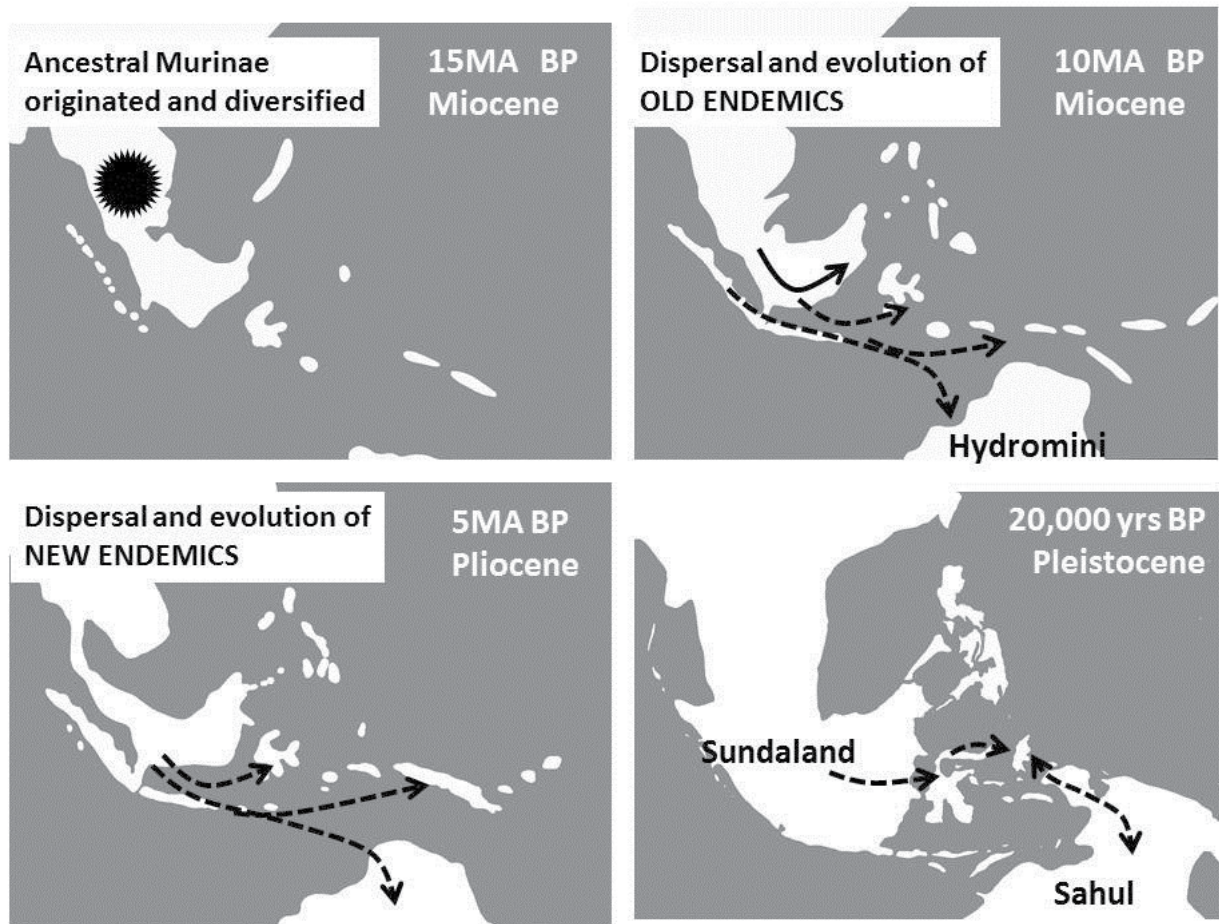 Ancestral Murinae
originated and diversified
15MA BP
Miocene
Dispersal and evolution of
OLD ENDEMICS
10MA BP
Miocene
Hydromini
Dispersal and evolution of
NEW ENDEMICS
5MA BP
Pliocene
20,000 yrs BP
Pleistocene
Sundaland
Sahul